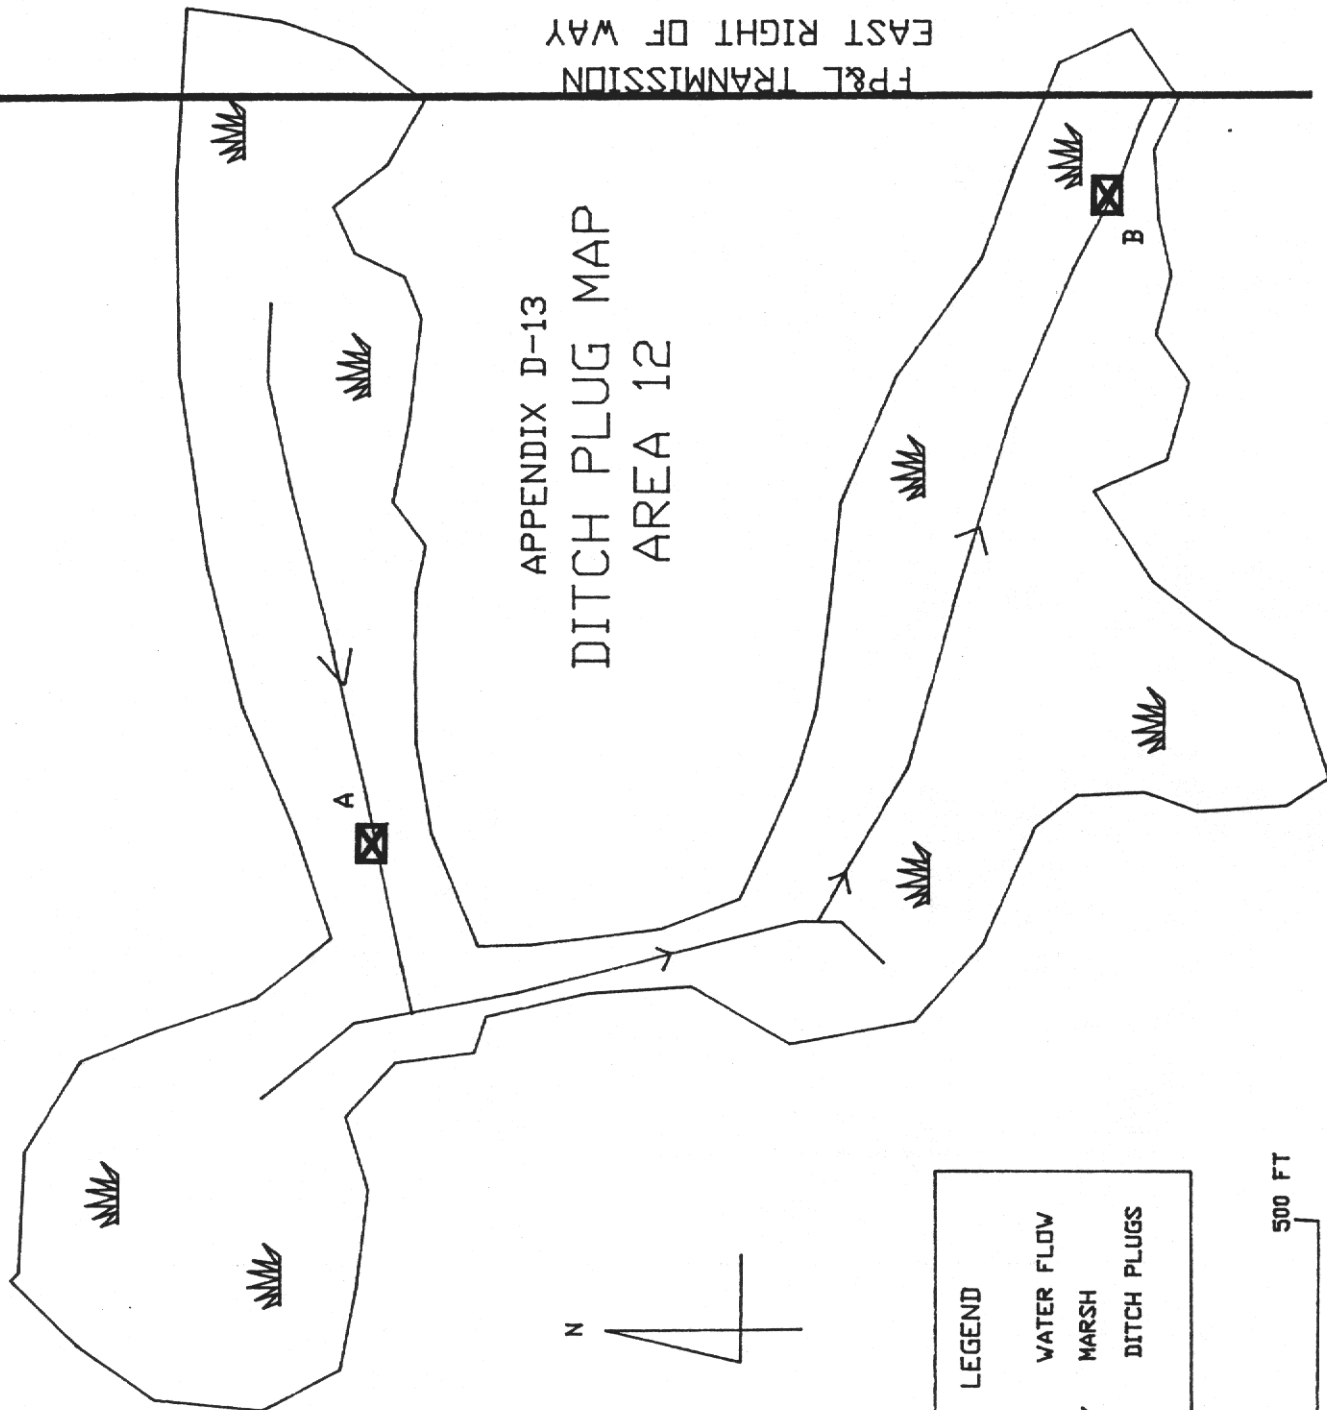 FP&L TRANMISSION
EAST RIGHT OF WAY
APPENDIX D-13
DITCH PLUG MAP
AREA 12
A
B
N
LEGEND
WATER FLOW
MARSH
DITCH PLUGS
500 FT